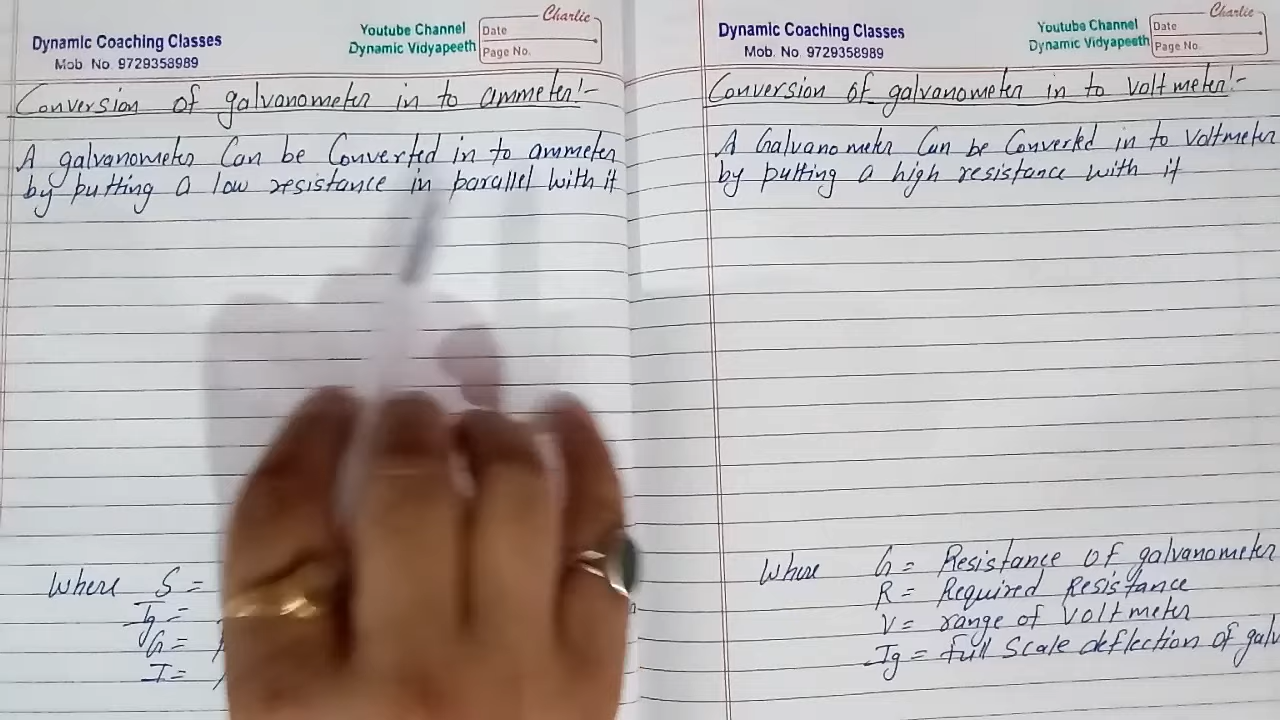 Dynamic Coaching Classes
Mob. No. 9729358989
Youtube Channel
Dynamic Vidyapeeth
Charlie
Date
Page No.
Conversion of galvanometer in to ammeter!-
A galvanometer Can be Converted in to ammeter
by putting a low resistance in parallel with it
Where S =
Ig =
G =
I =
Dynamic Coaching Classes
Mob. No. 9729358989
Youtube Channel
Dynamic Vidyapeeth
Charlie
Date
Page No.
Conversion of galvanometer in to voltmeter!-
A Galvanometer Can be Converted in to Voltmeter
by putting a high resistance with it
Where G = Resistance of galvanometer
R = Required Resistance
V = range of Voltmeter
Ig = full Scale deflection of galv